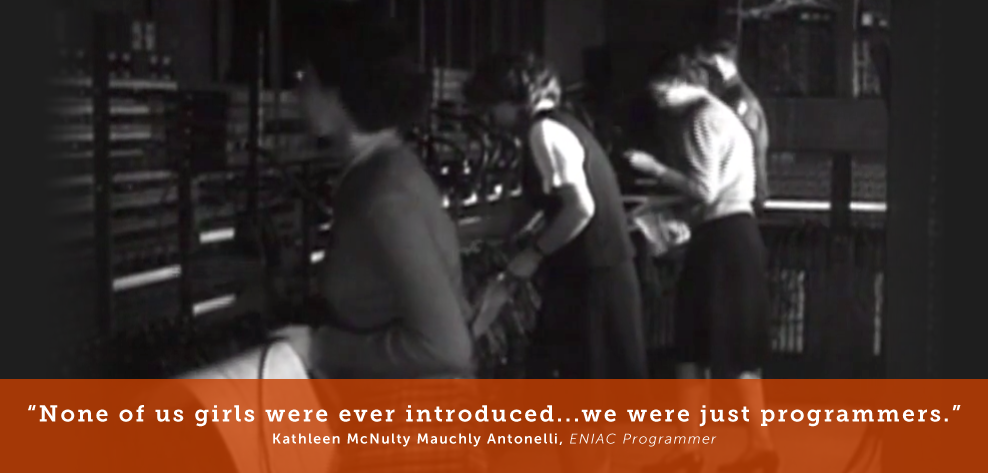 “None of us girls were ever introduced...we were just programmers.”
Kathleen McNulty Mauchly Antonelli, ENIAC Programmer